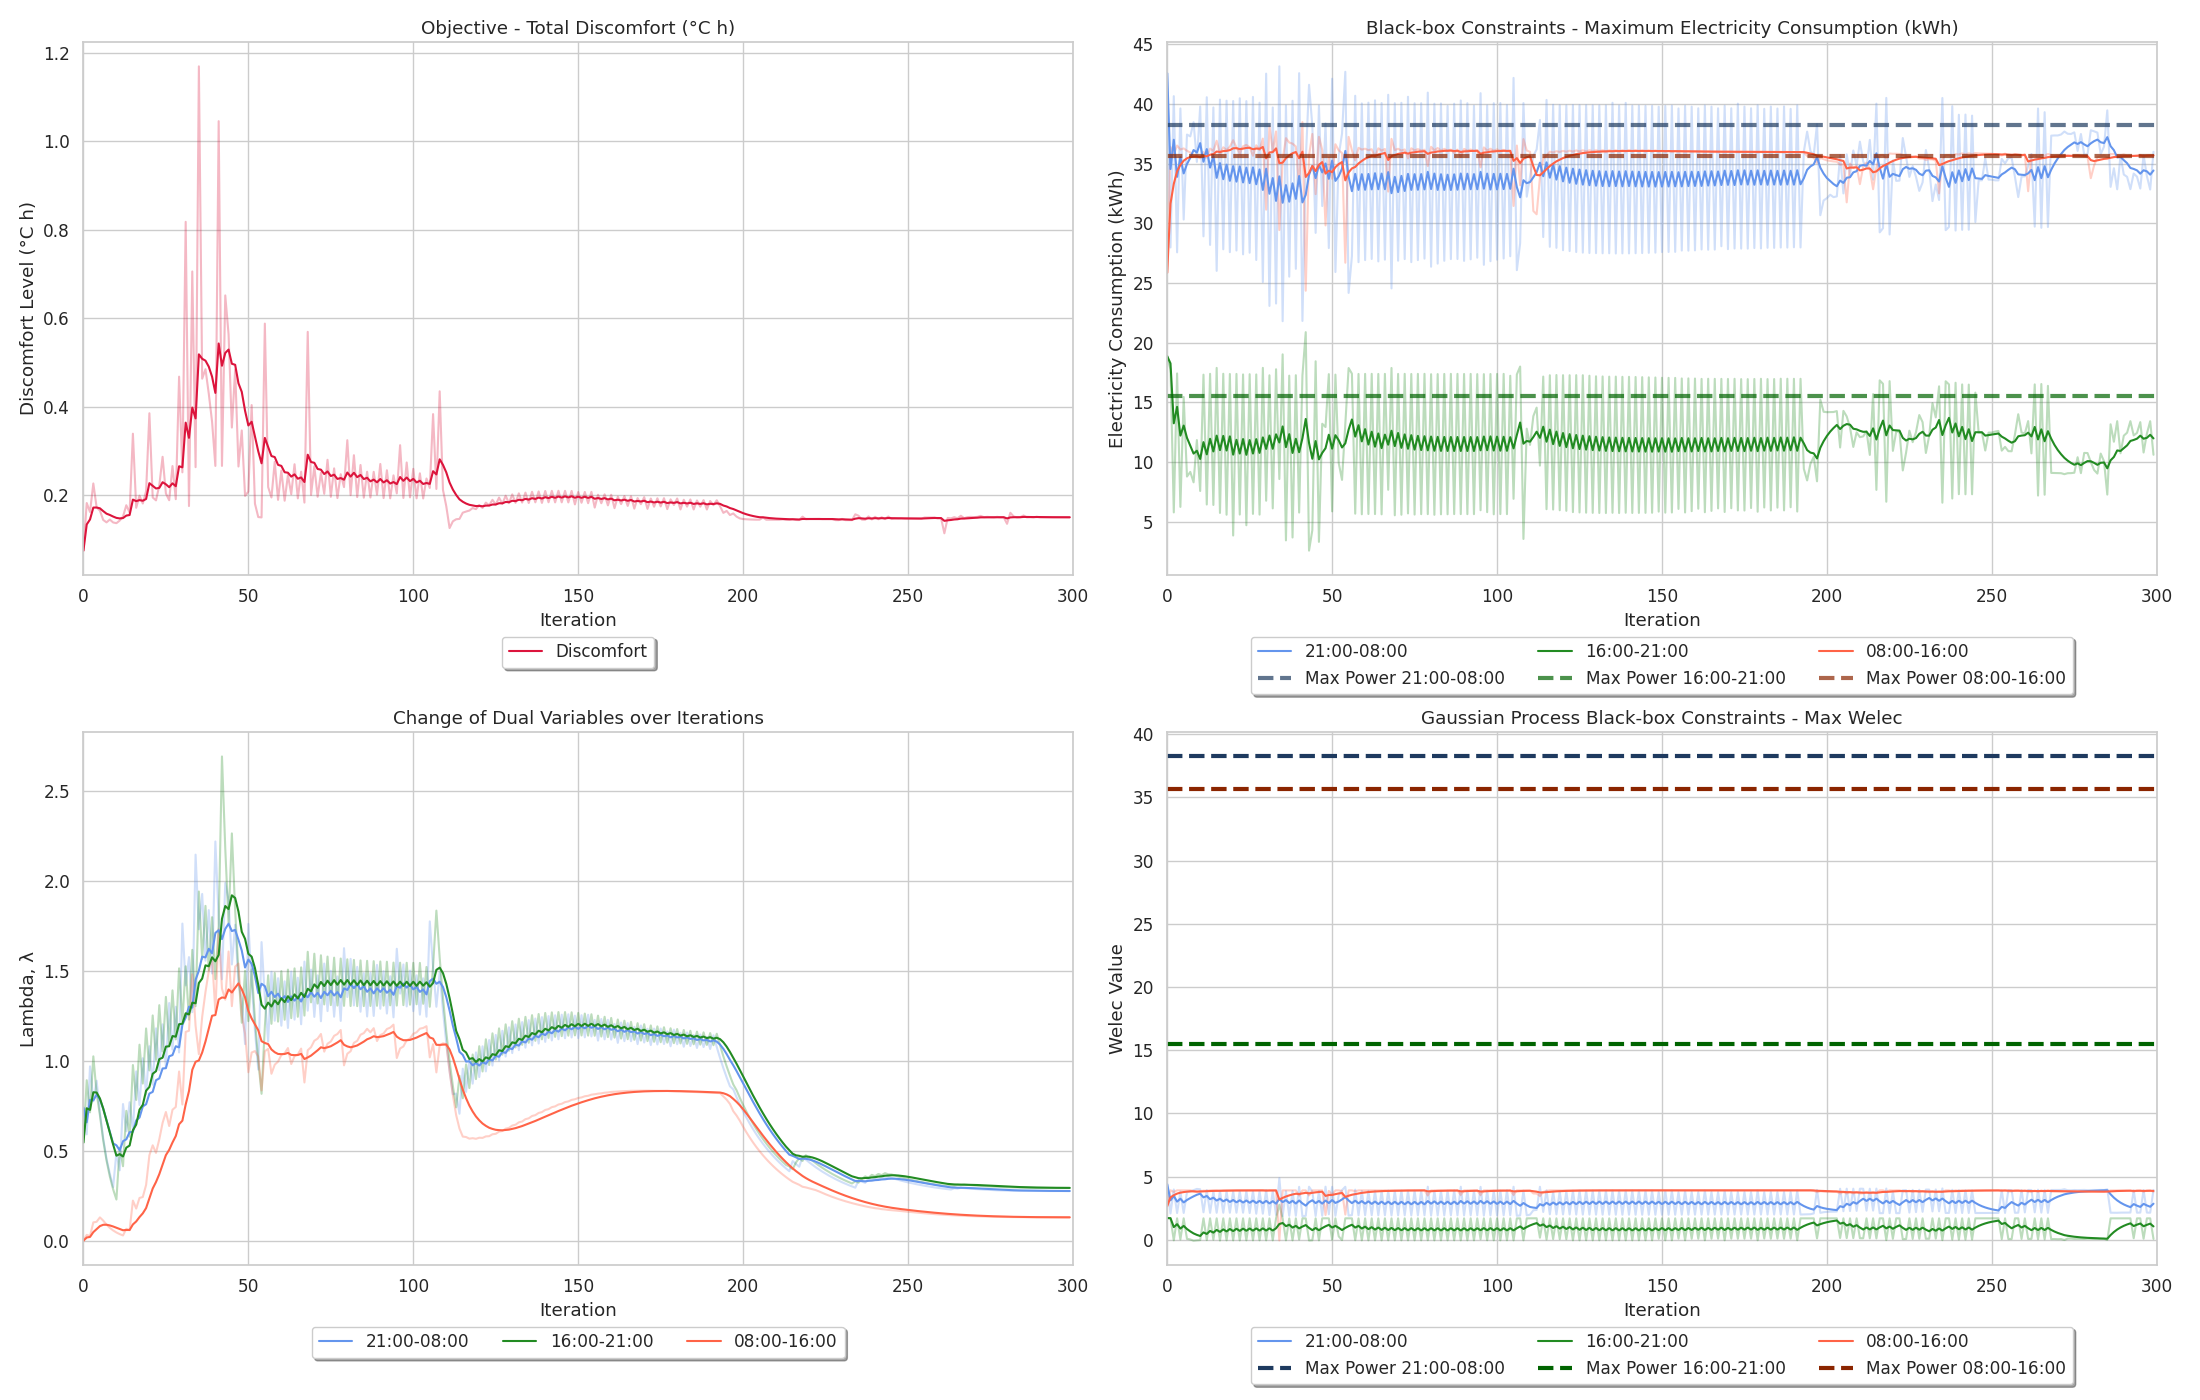 Objective - Total Discomfort (°C h)
1.2
1.0
0.8
0.6
0.4
0.2
Discomfort Level (°C h)
0 50 100 150 200 250 300
Iteration
Discomfort
Black-box Constraints - Maximum Electricity Consumption (kWh)
45
40
35
30
25
20
15
10
5
Electricity Consumption (kWh)
0 50 100 150 200 250 300
Iteration
21:00-08:00 16:00-21:00 08:00-16:00
Max Power 21:00-08:00 Max Power 16:00-21:00 Max Power 08:00-16:00
Change of Dual Variables over Iterations
2.5
2.0
1.5
1.0
0.5
0.0
Lambda, λ
0 50 100 150 200 250 300
Iteration
21:00-08:00 16:00-21:00 08:00-16:00
Gaussian Process Black-box Constraints - Max Welec
40
35
30
25
20
15
10
5
0
Welec Value
0 50 100 150 200 250 300
Iteration
21:00-08:00 16:00-21:00 08:00-16:00
Max Power 21:00-08:00 Max Power 16:00-21:00 Max Power 08:00-16:00